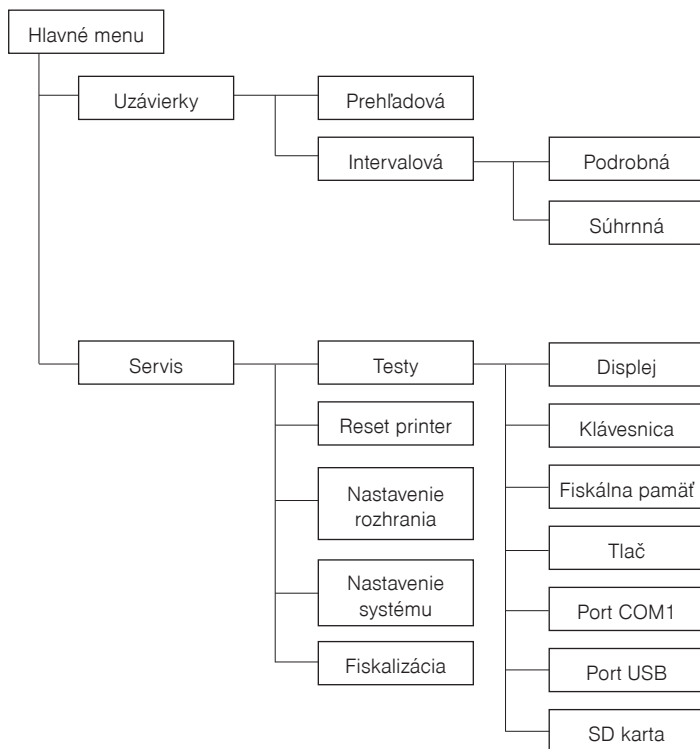 Hlavné menu
Uzávierky
Prehľadová
Intervalová
Podrobná
Súhrnná
Servis
Testy
Displej
Reset printer
Klávesnica
Nastavenie
rozhrania
Fiskálna pamäť
Tlač
Nastavenie
systému
Port COM1
Fiskalizácia
Port USB
SD karta